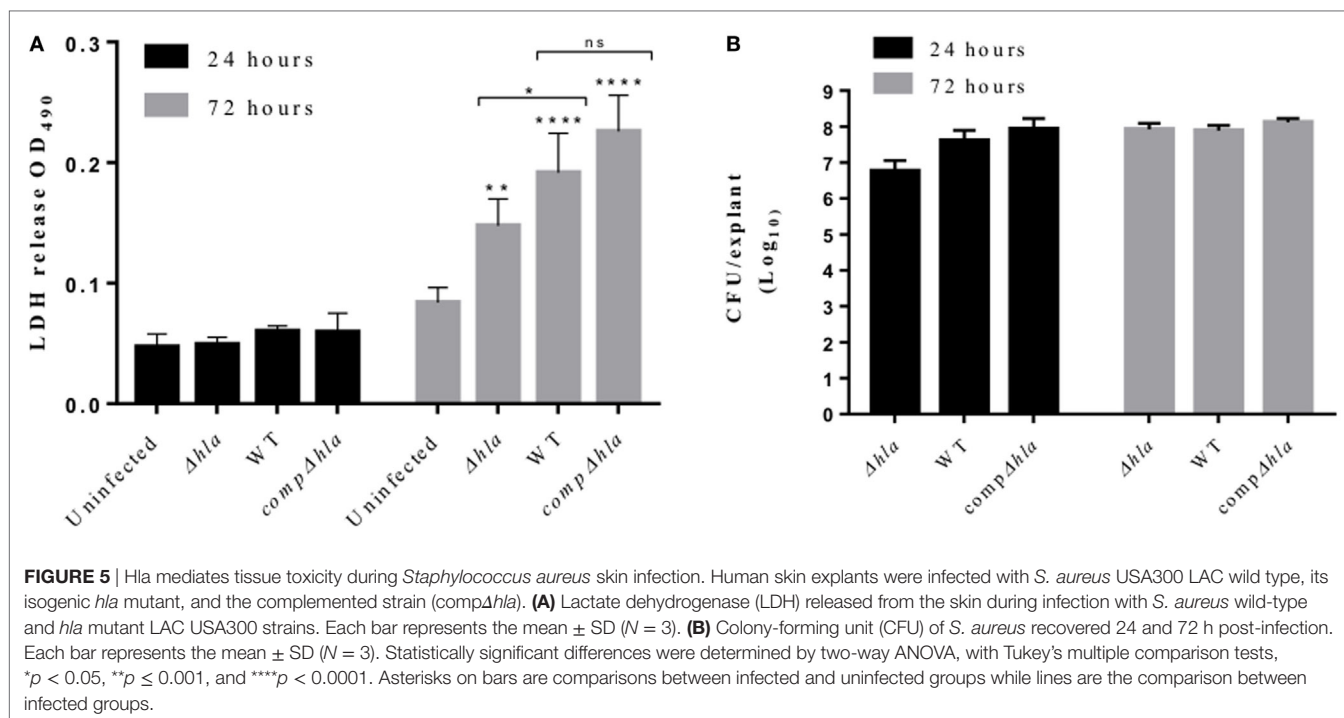 A
0.3
0.2
0.1
0.0
LDH release OD490
24 hours
72 hours
ns
*
**
****
****
Uninfected
Δhla
WT
compΔhla
Uninfected
Δhla
WT
compΔhla
B
24 hours
72 hours
9
8
7
6
5
4
3
2
1
0
CFU/explant
(Log10)
Δhla
WT
compΔhla
Δhla
WT
compΔhla
FIGURE 5 | Hla mediates tissue toxicity during Staphylococcus aureus skin infection. Human skin explants were infected with S. aureus USA300 LAC wild type, its
isogenic hla mutant, and the complemented strain (compΔhla). (A) Lactate dehydrogenase (LDH) released from the skin during infection with S. aureus wild-type
and hla mutant LAC USA300 strains. Each bar represents the mean ± SD (N = 3). (B) Colony-forming unit (CFU) of S. aureus recovered 24 and 72 h post-infection.
Each bar represents the mean ± SD (N = 3). Statistically significant differences were determined by two-way ANOVA, with Tukey's multiple comparison tests,
*p < 0.05, **p ≤ 0.001, and ****p < 0.0001. Asterisks on bars are comparisons between infected and uninfected groups while lines are the comparison between
infected groups.